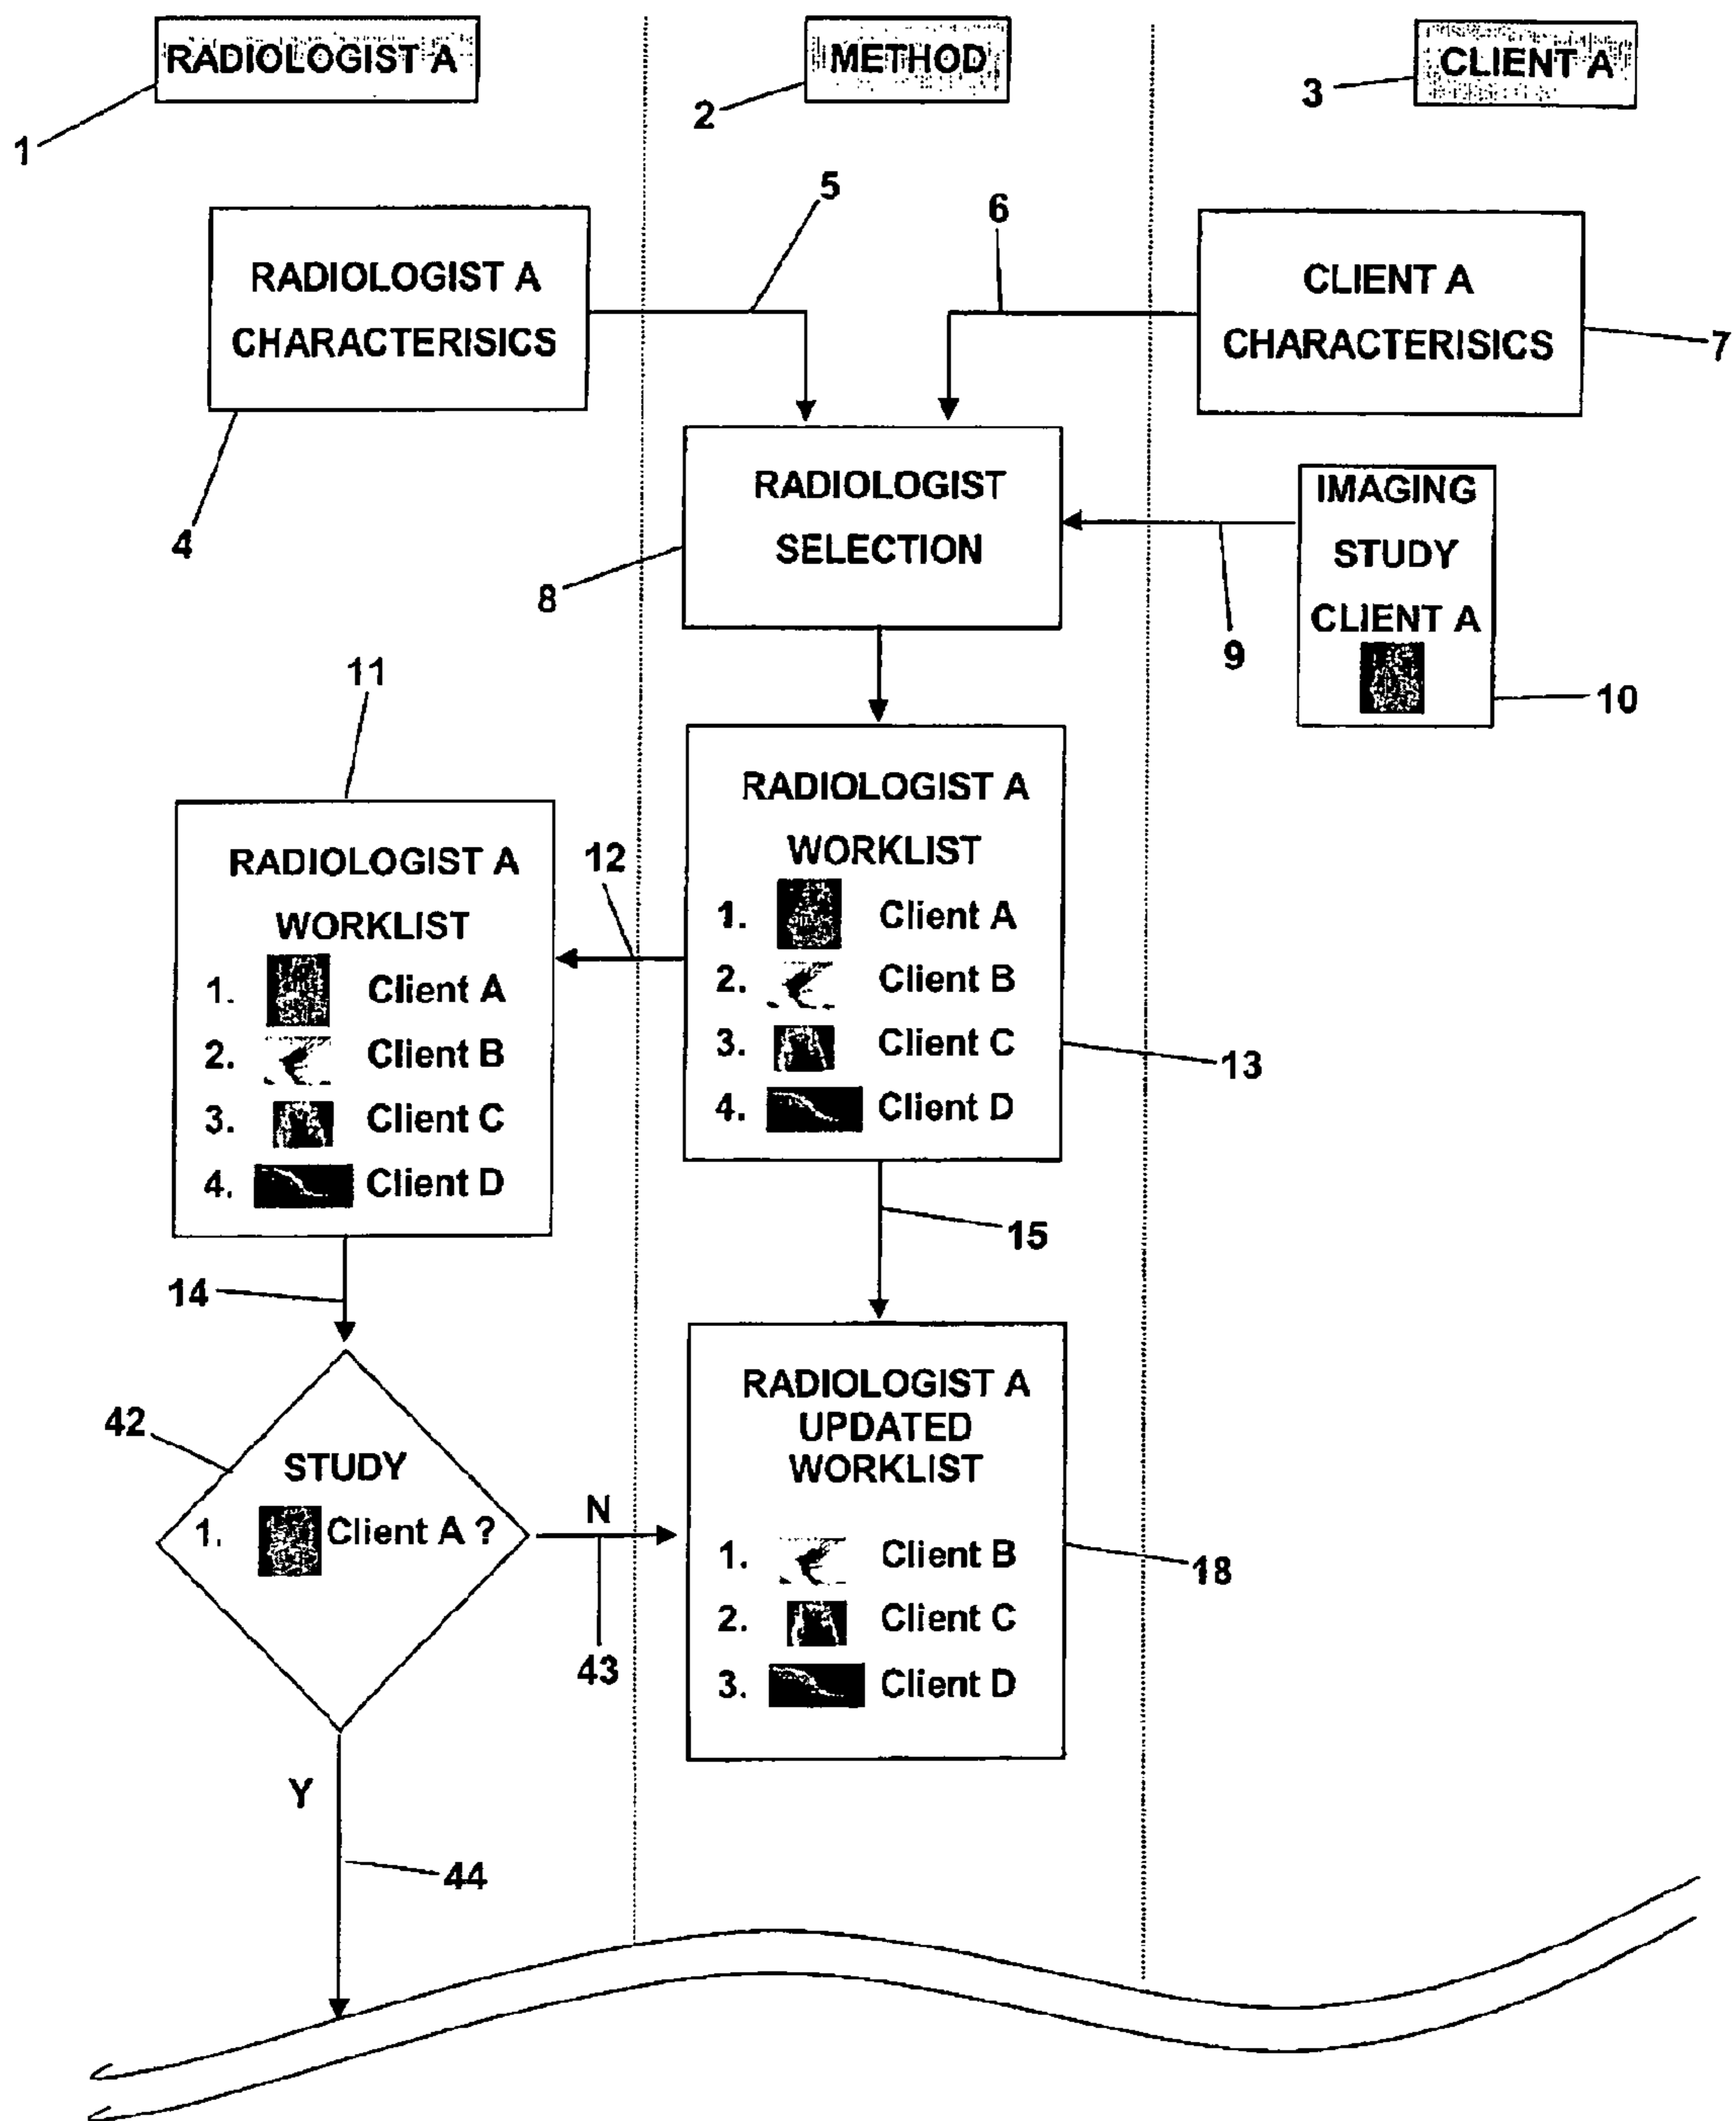 RADIOLOGIST A
METHOD
CLIENT A
1
2
3
5
6
RADIOLOGIST A
CHARACTERISICS
CLIENT A
CHARACTERISICS
7
4
RADIOLOGIST
SELECTION
8
IMAGING
STUDY
CLIENT A
9
10
11
RADIOLOGIST A
WORKLIST
1. Client A
2. Client B
3. Client C
4. Client D
12
RADIOLOGIST A
WORKLIST
1. Client A
2. Client B
3. Client C
4. Client D
13
14
15
42
STUDY
1. Client A ?
N
43
RADIOLOGIST A
UPDATED
WORKLIST
1. Client B
2. Client C
3. Client D
18
Y
44